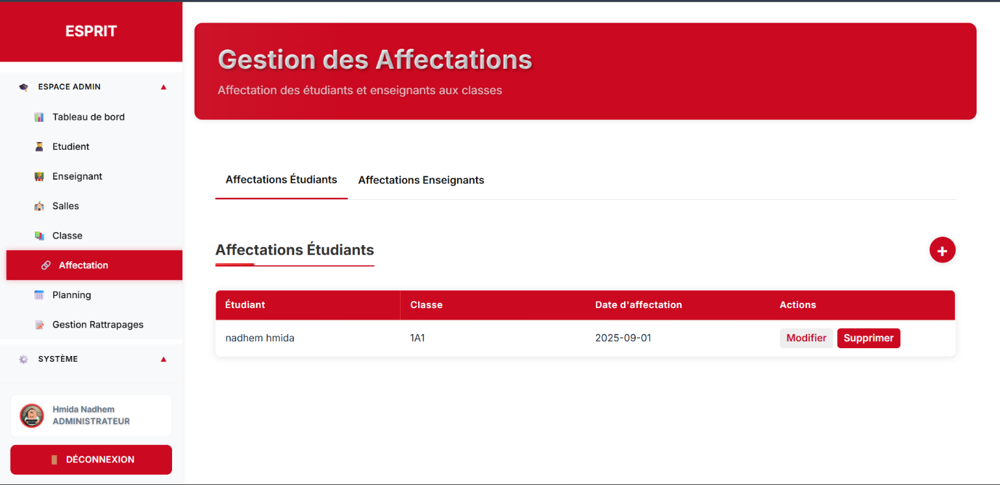 ESPRIT
ESPACE ADMIN
Tableau de bord
Etudient
Enseignant
Salles
Classe
Affectation
Planning
Gestion Rattrapages
SYSTÈME
Hmida Nadhem
ADMINISTRATEUR
DÉCONNEXION
Gestion des Affectations
Affectation des étudiants et enseignants aux classes
Affectations Étudiants Affectations Enseignants
Affectations Étudiants
+
Étudiant Classe Date d'affectation Actions
nadhem hmida 1A1 2025-09-01 Modifier Supprimer